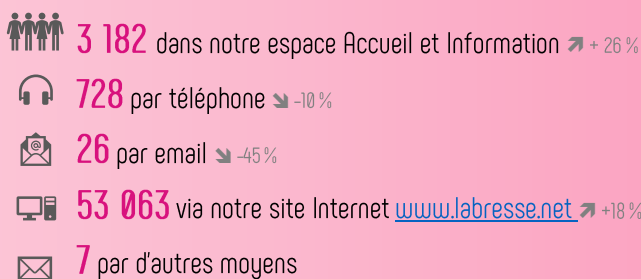 3 182 dans notre espace Accueil et Information + 26 %
728 par téléphone -10 %
@ 26 par email -45 %
53 063 via notre site Internet www.labresse.net +18 %
7 par d'autres moyens